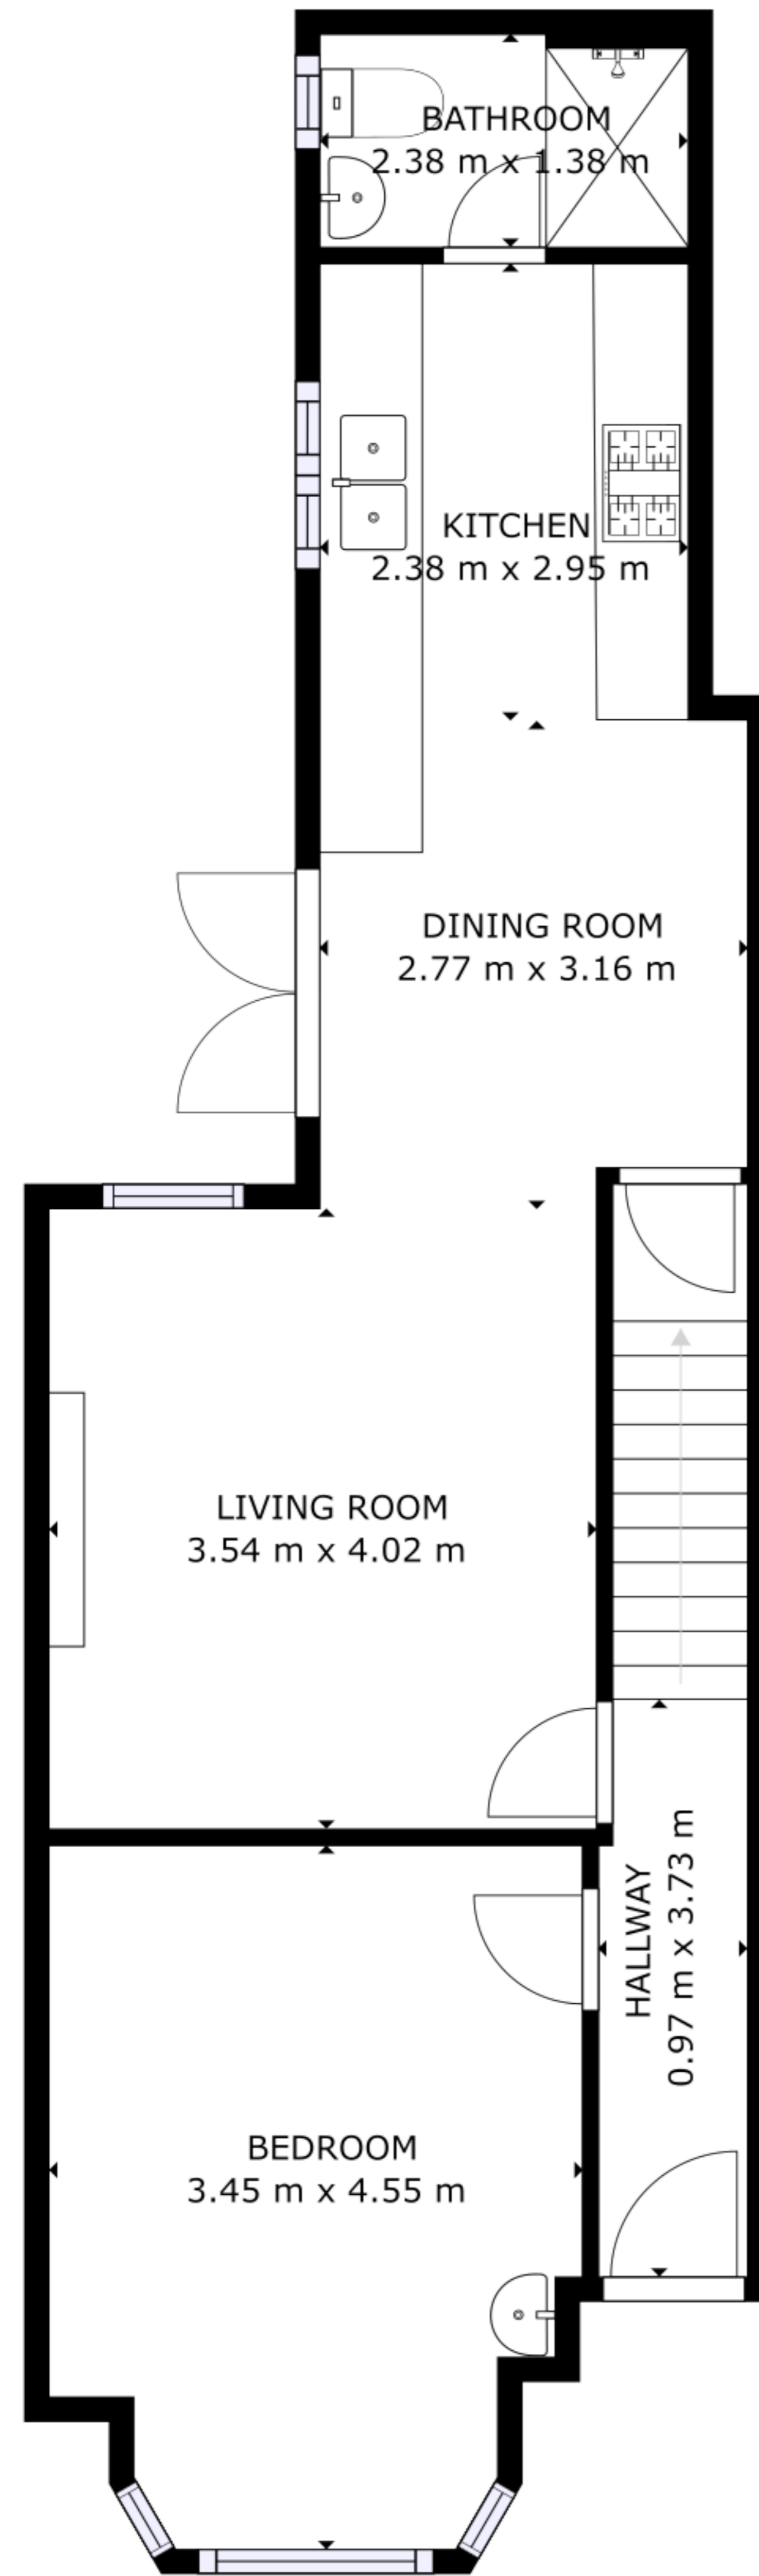 BATHROOM
2.38 m x 1.38 m
KITCHEN
2.38 m x 2.95 m
DINING ROOM
2.77 m x 3.16 m
LIVING ROOM
3.54 m x 4.02 m
HALLWAY
0.97 m x 3.73 m
BEDROOM
3.45 m x 4.55 m